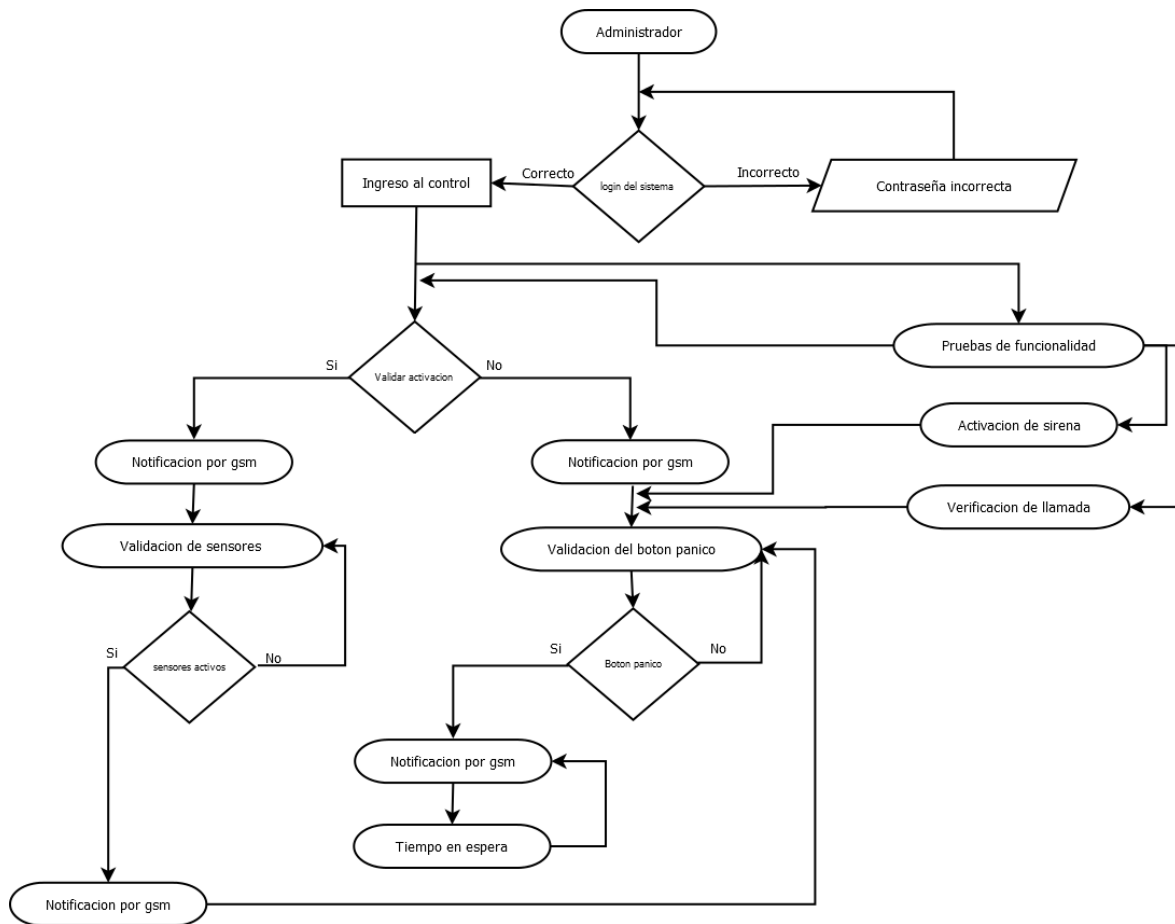 Administrador
Ingreso al control
Correcto
login del sistema
Incorrecto
Contraseña incorrecta
Pruebas de funcionalidad
Si
Validar activacion
No
Activacion de sirena
Notificacion por gsm
Notificacion por gsm
Verificacion de llamada
Validacion de sensores
Validacion del boton panico
Si
sensores activos
No
Si
Boton panico
No
Notificacion por gsm
Tiempo en espera
Notificacion por gsm